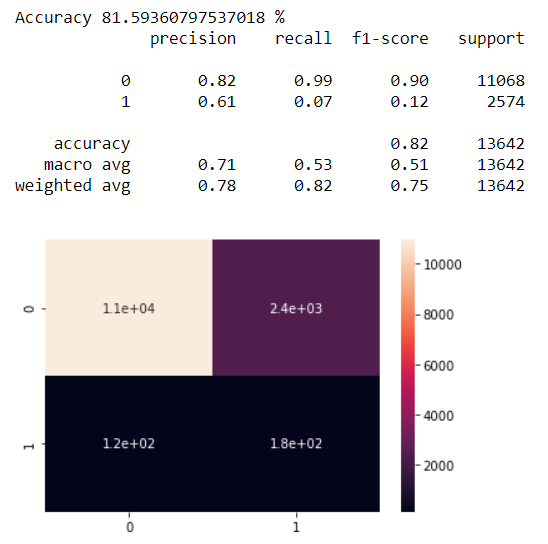 Accuracy 81.59360797537018 %
precision recall f1-score support
0 0.82 0.99 0.90 11068
1 0.61 0.07 0.12 2574
accuracy 0.82 13642
macro avg 0.71 0.53 0.51 13642
weighted avg 0.78 0.82 0.75 13642
10000
0 1.1e+04 2.4e+03
8000
6000
4000
1 1.2e+02 1.8e+02
2000
0 1